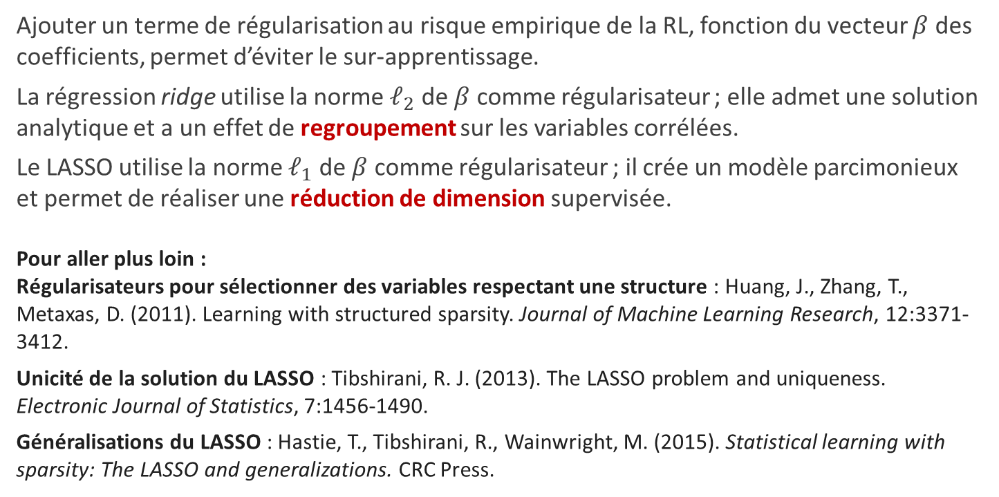 Ajouter un terme de régularisation au risque empirique de la RL, fonction du vecteur β des
coefficients, permet d’éviter le sur-apprentissage.
La régression ridge utilise la norme ℓ₂ de β comme régularisateur ; elle admet une solution
analytique et a un effet de regroupement sur les variables corrélées.
Le LASSO utilise la norme ℓ₁ de β comme régularisateur ; il crée un modèle parcimonieux
et permet de réaliser une réduction de dimension supervisée.
Pour aller plus loin :
Régularisateurs pour sélectionner des variables respectant une structure : Huang, J., Zhang, T.,
Metaxas, D. (2011). Learning with structured sparsity. Journal of Machine Learning Research, 12:3371-
3412.
Unicité de la solution du LASSO : Tibshirani, R. J. (2013). The LASSO problem and uniqueness.
Electronic Journal of Statistics, 7:1456-1490.
Généralisations du LASSO : Hastie, T., Tibshirani, R., Wainwright, M. (2015). Statistical learning with
sparsity: The LASSO and generalizations. CRC Press.